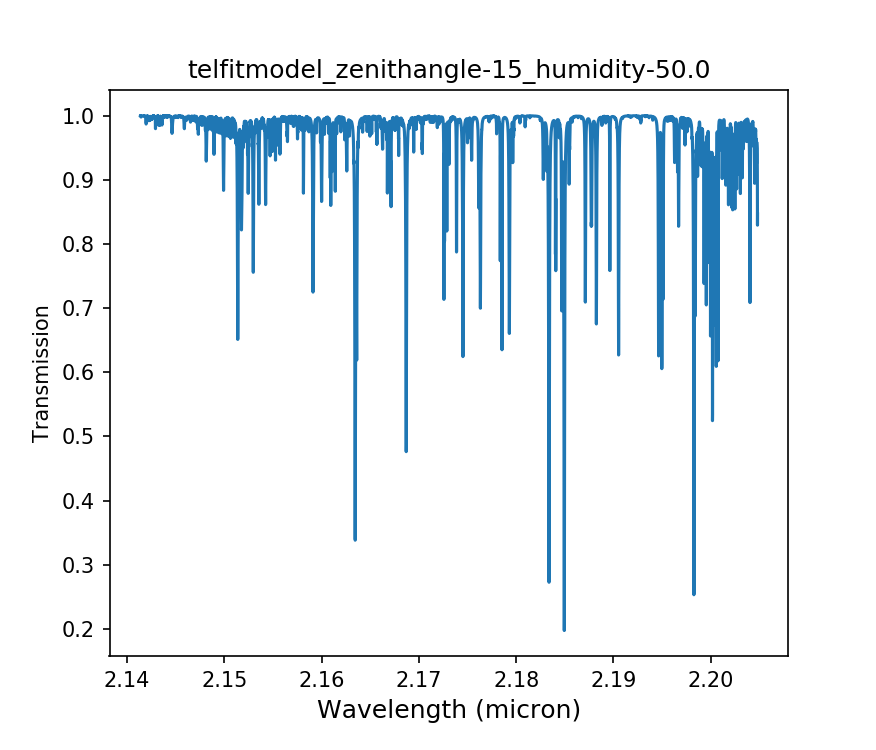 telfitmodel_zenithangle-15_humidity-50.0
Transmission
1.0
0.9
0.8
0.7
0.6
0.5
0.4
0.3
0.2
2.14 2.15 2.16 2.17 2.18 2.19 2.20
Wavelength (micron)